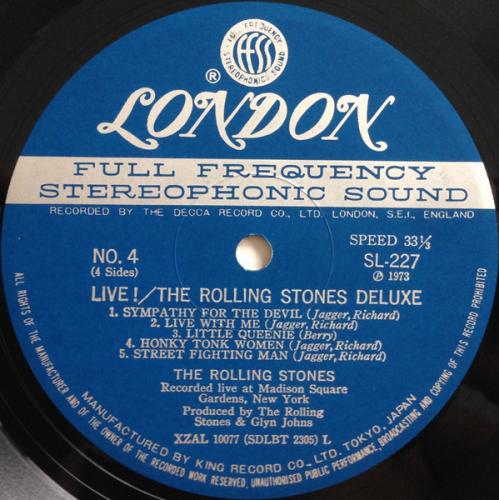 FULL FREQUENCY
FFSS
STEREOPHONIC SOUND
®
LONDON
FULL FREQUENCY
STEREOPHONIC SOUND
RECORDED BY THE DECCA RECORD CO., LTD. LONDON, S.E.I., ENGLAND
NO. 4
(4 Sides)
SPEED 33⅓
SL-227
℗ 1973
LIVE!/THE ROLLING STONES DELUXE
1. SYMPATHY FOR THE DEVIL (Jagger, Richard)
2. LIVE WITH ME (Jagger, Richard)
3. LITTLE QUEENIE (Berry)
4. HONKY TONK WOMEN (Jagger, Richard)
5. STREET FIGHTING MAN (Jagger, Richard)
THE ROLLING STONES
Recorded live at Madison Square
Gardens, New York
Produced by The Rolling
Stones & Glyn Johns
XZAL 10077 (SDLBT 2305) L
MANUFACTURED BY KING RECORD CO., LTD. TOKYO, JAPAN
ALL RIGHTS OF THE MANUFACTURER AND OF THE OWNER OF THE RECORDED WORK RESERVED, UNAUTHORISED PUBLIC PERFORMANCE, BROADCASTING AND COPYING OF THIS RECORD PROHIBITED